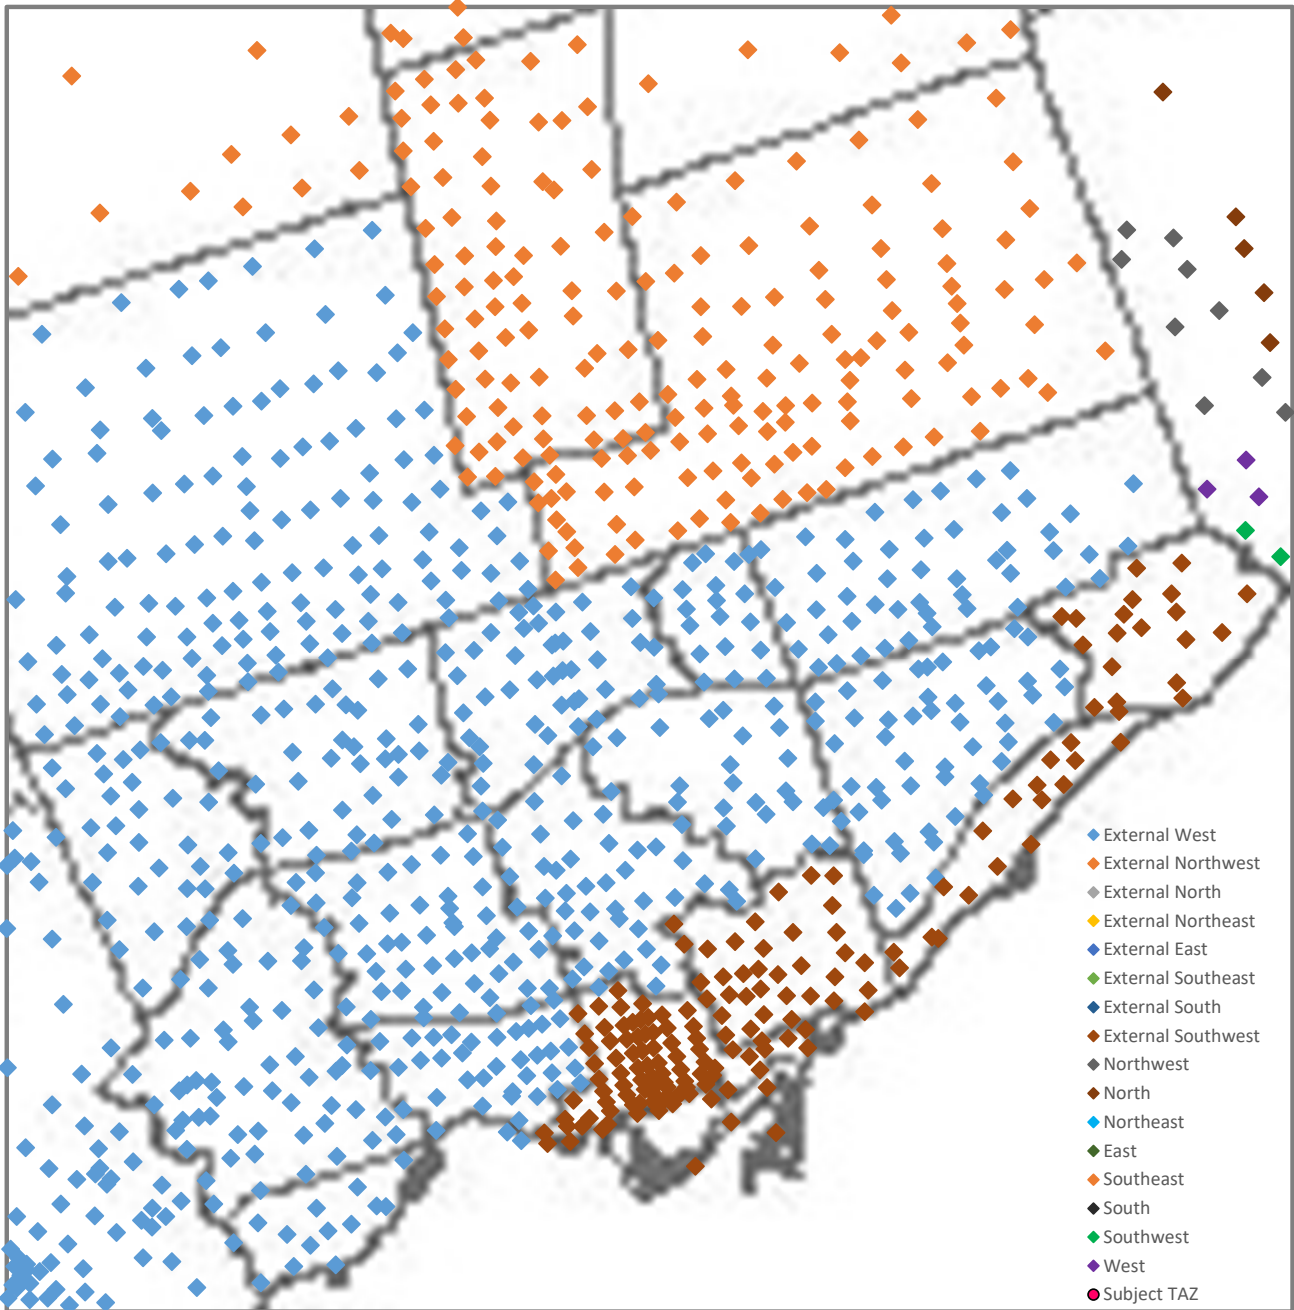 External West
External Northwest
External North
External Northeast
External East
External Southeast
External South
External Southwest
Northwest
North
Northeast
East
Southeast
South
Southwest
West
Subject TAZ